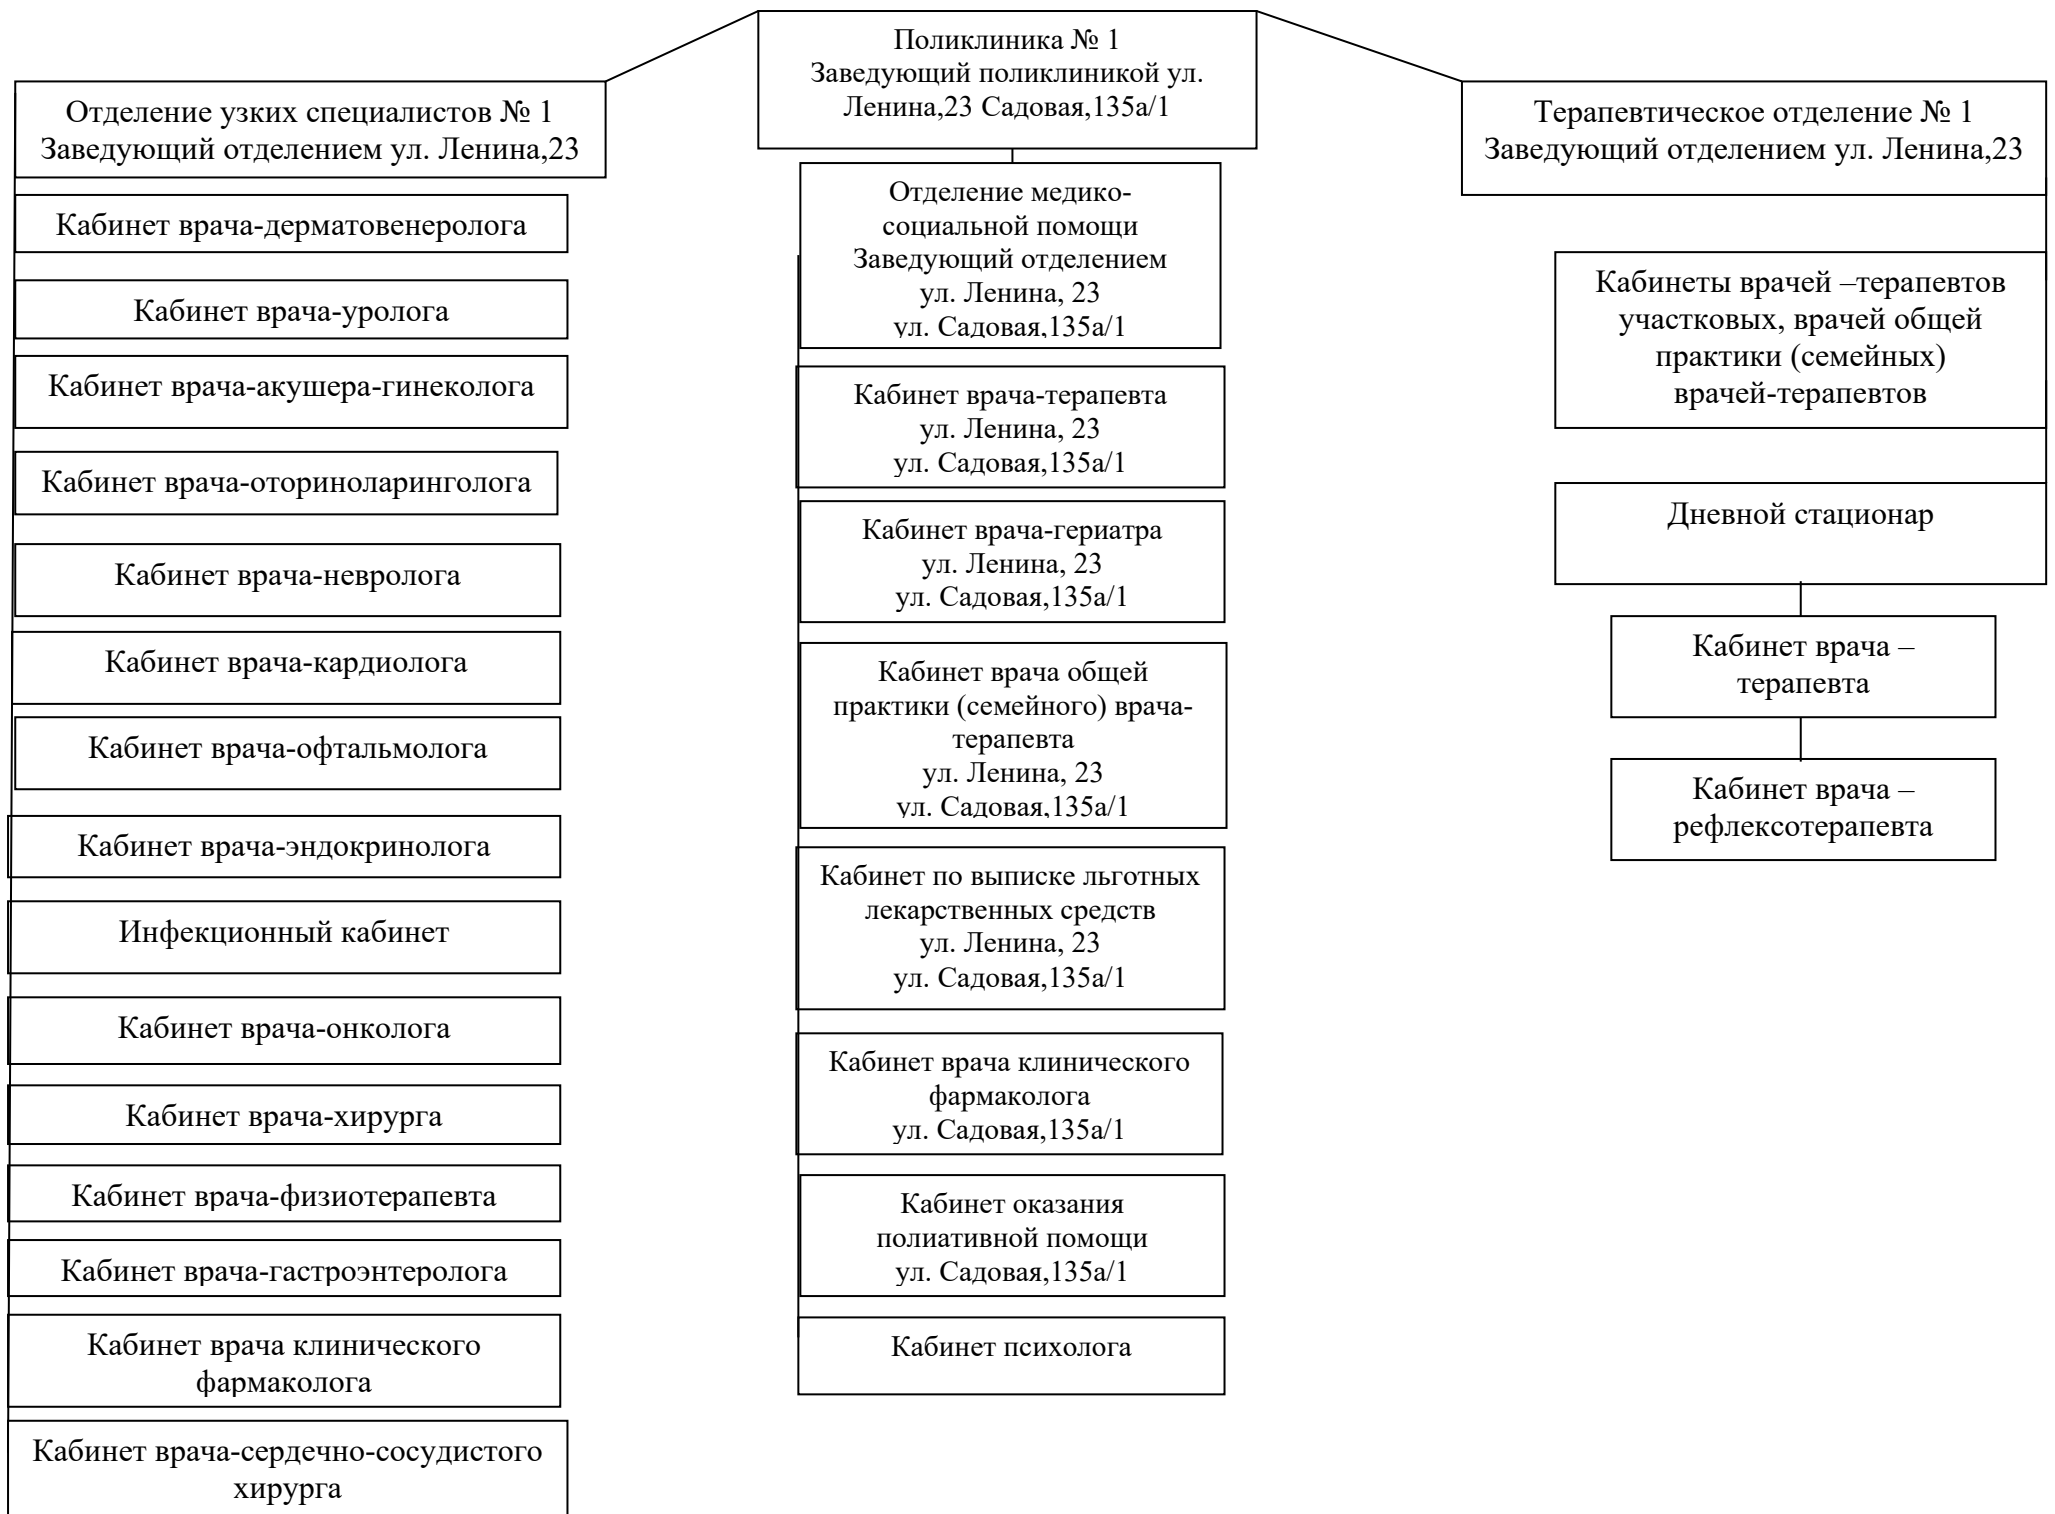 Поликлиника № 1
Заведующий поликлиникой ул.
Ленина,23 Садовая,135а/1
Отделение узких специалистов № 1
Заведующий отделением ул. Ленина,23
Кабинет врача-дерматовенеролога
Кабинет врача-уролога
Кабинет врача-акушера-гинеколога
Кабинет врача-оториноларинголога
Кабинет врача-невролога
Кабинет врача-кардиолога
Кабинет врача-офтальмолога
Кабинет врача-эндокринолога
Инфекционный кабинет
Кабинет врача-онколога
Кабинет врача-хирурга
Кабинет врача-физиотерапевта
Кабинет врача-гастроэнтеролога
Кабинет врача клинического
фармаколога
Кабинет врача-сердечно-сосудистого
хирурга
Отделение медико-
социальной помощи
Заведующий отделением
ул. Ленина, 23
ул. Садовая,135а/1
Кабинет врача-терапевта
ул. Ленина, 23
ул. Садовая,135а/1
Кабинет врача-гериатра
ул. Ленина, 23
ул. Садовая,135а/1
Кабинет врача общей
практики (семейного) врача-
терапевта
ул. Ленина, 23
ул. Садовая,135а/1
Кабинет по выписке льготных
лекарственных средств
ул. Ленина, 23
ул. Садовая,135а/1
Кабинет врача клинического
фармаколога
ул. Садовая,135а/1
Кабинет оказания
полиативной помощи
ул. Садовая,135а/1
Кабинет психолога
Терапевтическое отделение № 1
Заведующий отделением ул. Ленина,23
Кабинеты врачей –терапевтов
участковых, врачей общей
практики (семейных)
врачей-терапевтов
Дневной стационар
Кабинет врача –
терапевта
Кабинет врача –
рефлексотерапевта